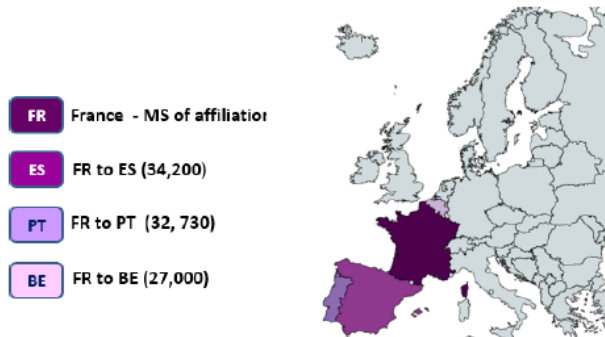 FR France - MS of affiliation
ES FR to ES (34,200)
PT FR to PT (32, 730)
BE FR to BE (27,000)